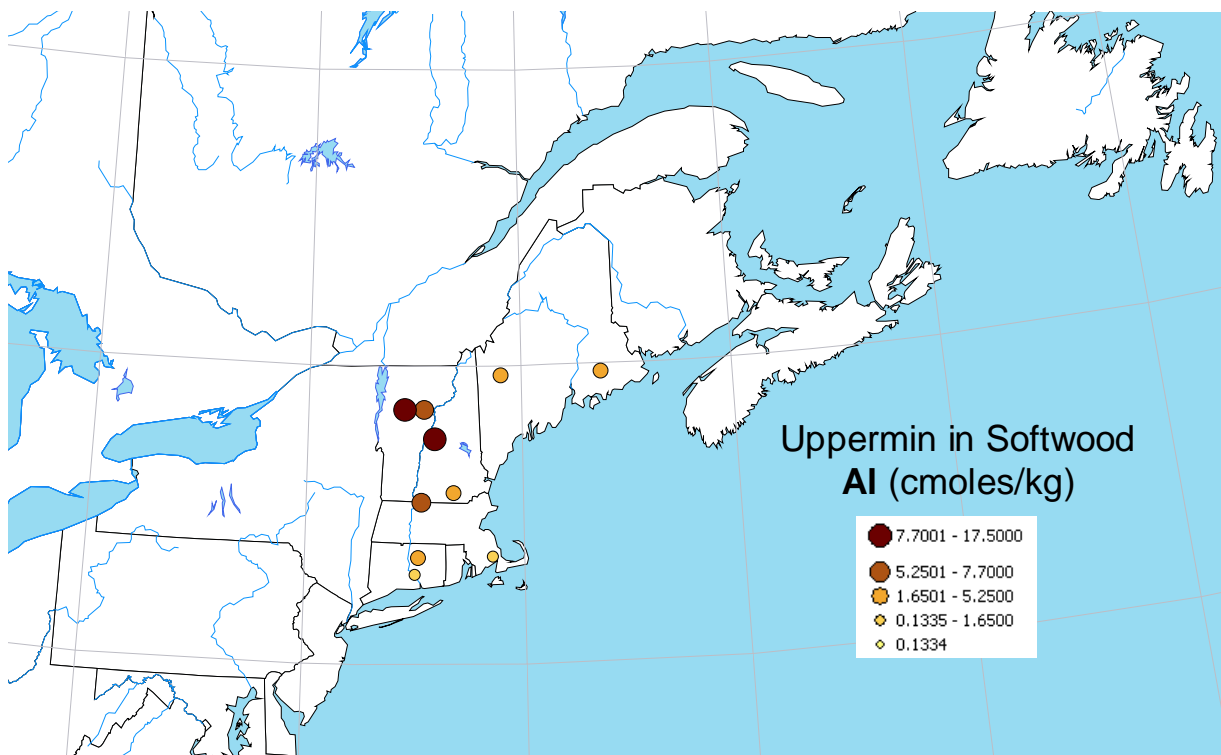 Uppermin in Softwood
Al (cmoles/kg)
7.7001 - 17.5000
5.2501 - 7.7000
1.6501 - 5.2500
0.1335 - 1.6500
0.1334